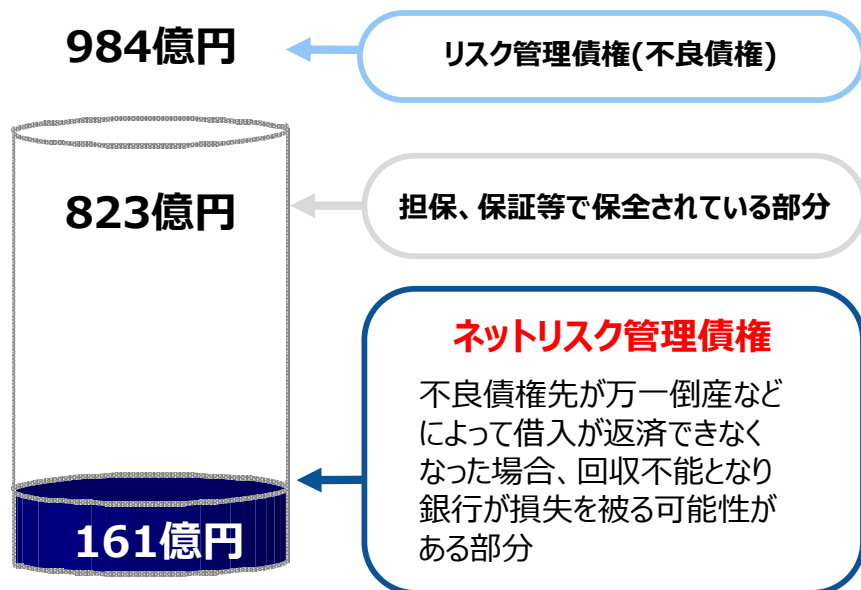 984億円
リスク管理債権(不良債権)
823億円
担保、保証等で保全されている部分
ネットリスク管理債権
不良債権先が万一倒産など
によって借入が返済できなく
なった場合、回収不能となり
銀行が損失を被る可能性が
ある部分
161億円